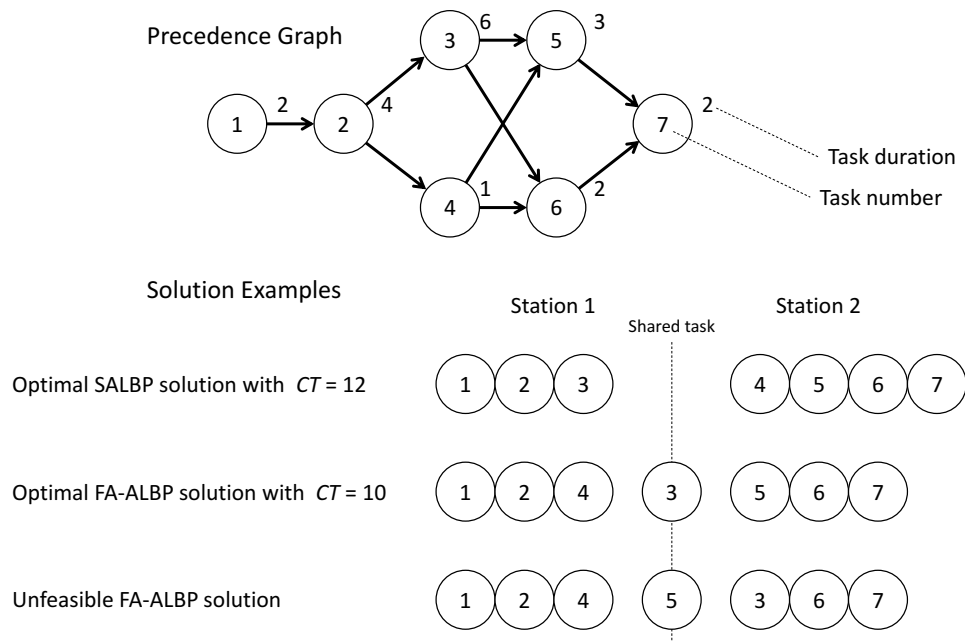 Precedence Graph
6
3
3
5
2
1
4
2
2
7
Task duration
Task number
1
4
2
6
Solution Examples
Station 1
Station 2
Shared task
Optimal SALBP solution with CT = 12
1 2 3
4 5 6 7
Optimal FA-ALBP solution with CT = 10
1 2 4
3
5 6 7
Unfeasible FA-ALBP solution
1 2 4
5
3 6 7